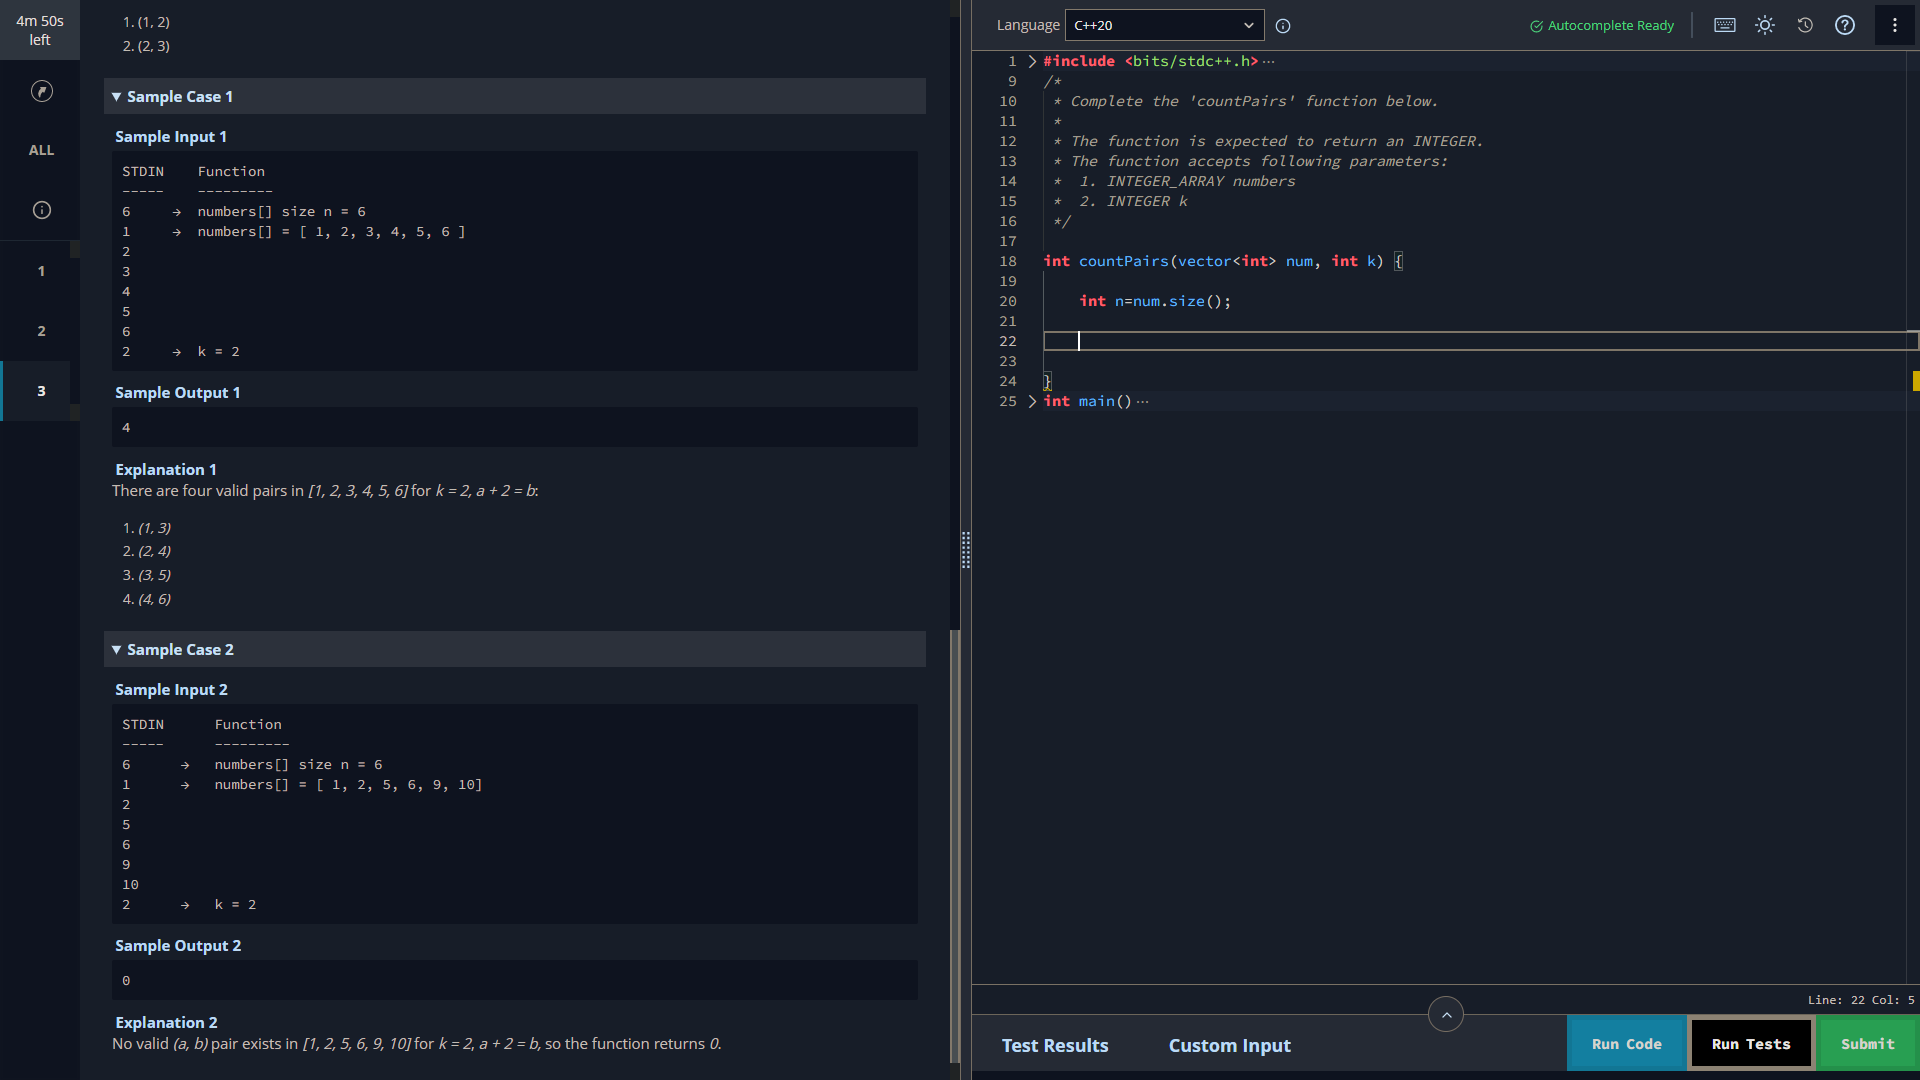 4m 50s
left
ALL
1
2
3
1. (1, 2)
2. (2, 3)
▼ Sample Case 1
Sample Input 1
STDIN Function
----- ---------
6 → numbers[] size n = 6
1 → numbers[] = [ 1, 2, 3, 4, 5, 6 ]
2
3
4
5
6
2 → k = 2
Sample Output 1
4
Explanation 1
There are four valid pairs in [1, 2, 3, 4, 5, 6] for k = 2, a + 2 = b:
1. (1, 3)
2. (2, 4)
3. (3, 5)
4. (4, 6)
▼ Sample Case 2
Sample Input 2
STDIN Function
----- ---------
6 → numbers[] size n = 6
1 → numbers[] = [ 1, 2, 5, 6, 9, 10]
2
5
6
9
10
2 → k = 2
Sample Output 2
0
Explanation 2
No valid (a, b) pair exists in [1, 2, 5, 6, 9, 10] for k = 2, a + 2 = b, so the function returns 0.
Language C++20 Autocomplete Ready
1 #include <bits/stdc++.h> ···
9 /*
10 * Complete the 'countPairs' function below.
11 *
12 * The function is expected to return an INTEGER.
13 * The function accepts following parameters:
14 * 1. INTEGER_ARRAY numbers
15 * 2. INTEGER k
16 */
17
18 int countPairs(vector<int> num, int k) {
19
20 int n=num.size();
21
22
23
24 }
25 int main() ···
Line: 22 Col: 5
Test Results Custom Input Run Code Run Tests Submit